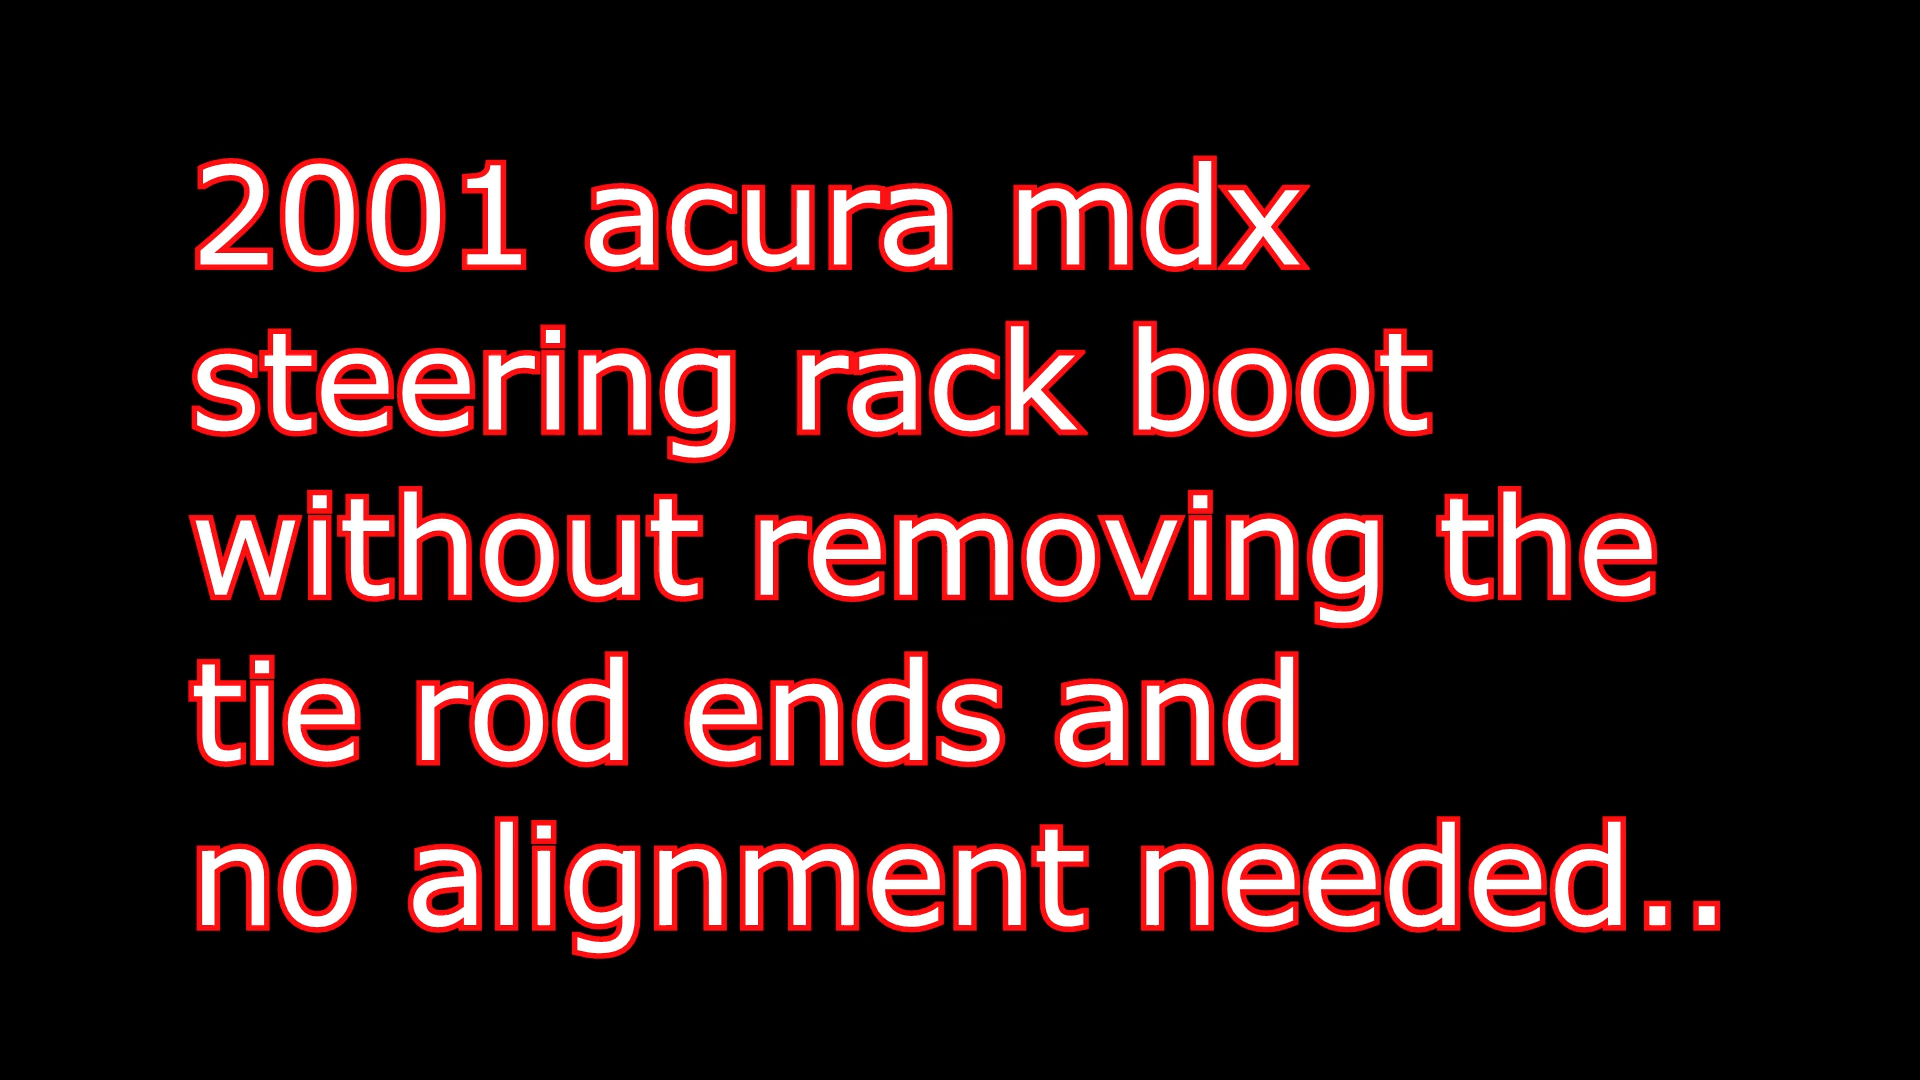 2001 acura mdx
steering rack boot
without removing the
tie rod ends and
no alignment needed..